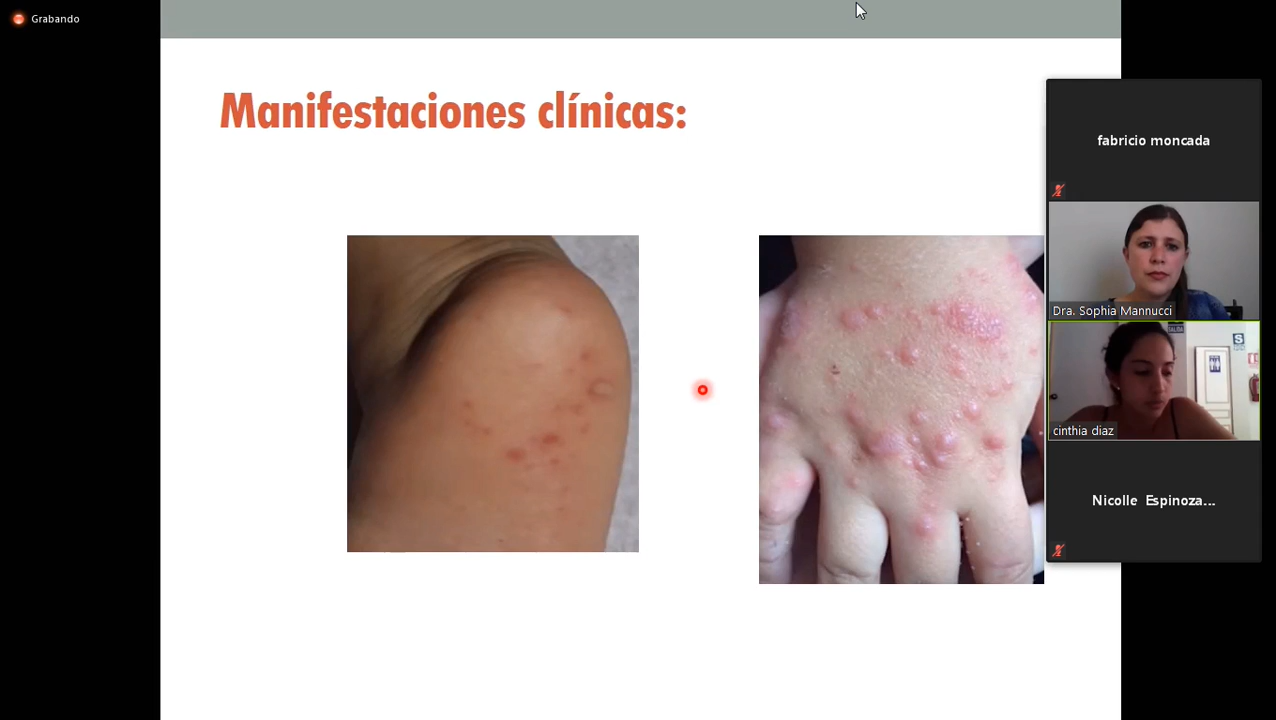 Grabando
Manifestaciones clínicas:
fabricio moncada
Dra. Sophia Mannucci
S
cinthia diaz
Nicolle Espinoza...